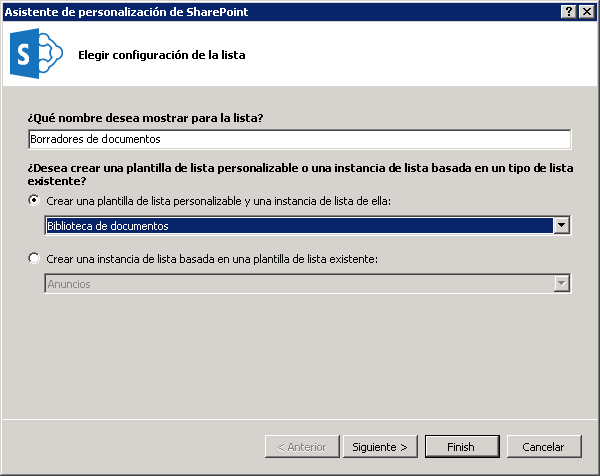 Asistente de personalización de SharePoint
S
Elegir configuración de la lista
¿Qué nombre desea mostrar para la lista?
Borradores de documentos
¿Desea crear una plantilla de lista personalizable o una instancia de lista basada en un tipo de lista
existente?
Crear una plantilla de lista personalizable y una instancia de lista de ella:
Biblioteca de documentos
Crear una instancia de lista basada en una plantilla de lista existente:
Anuncios
< Anterior
Siguiente >
Finish
Cancelar